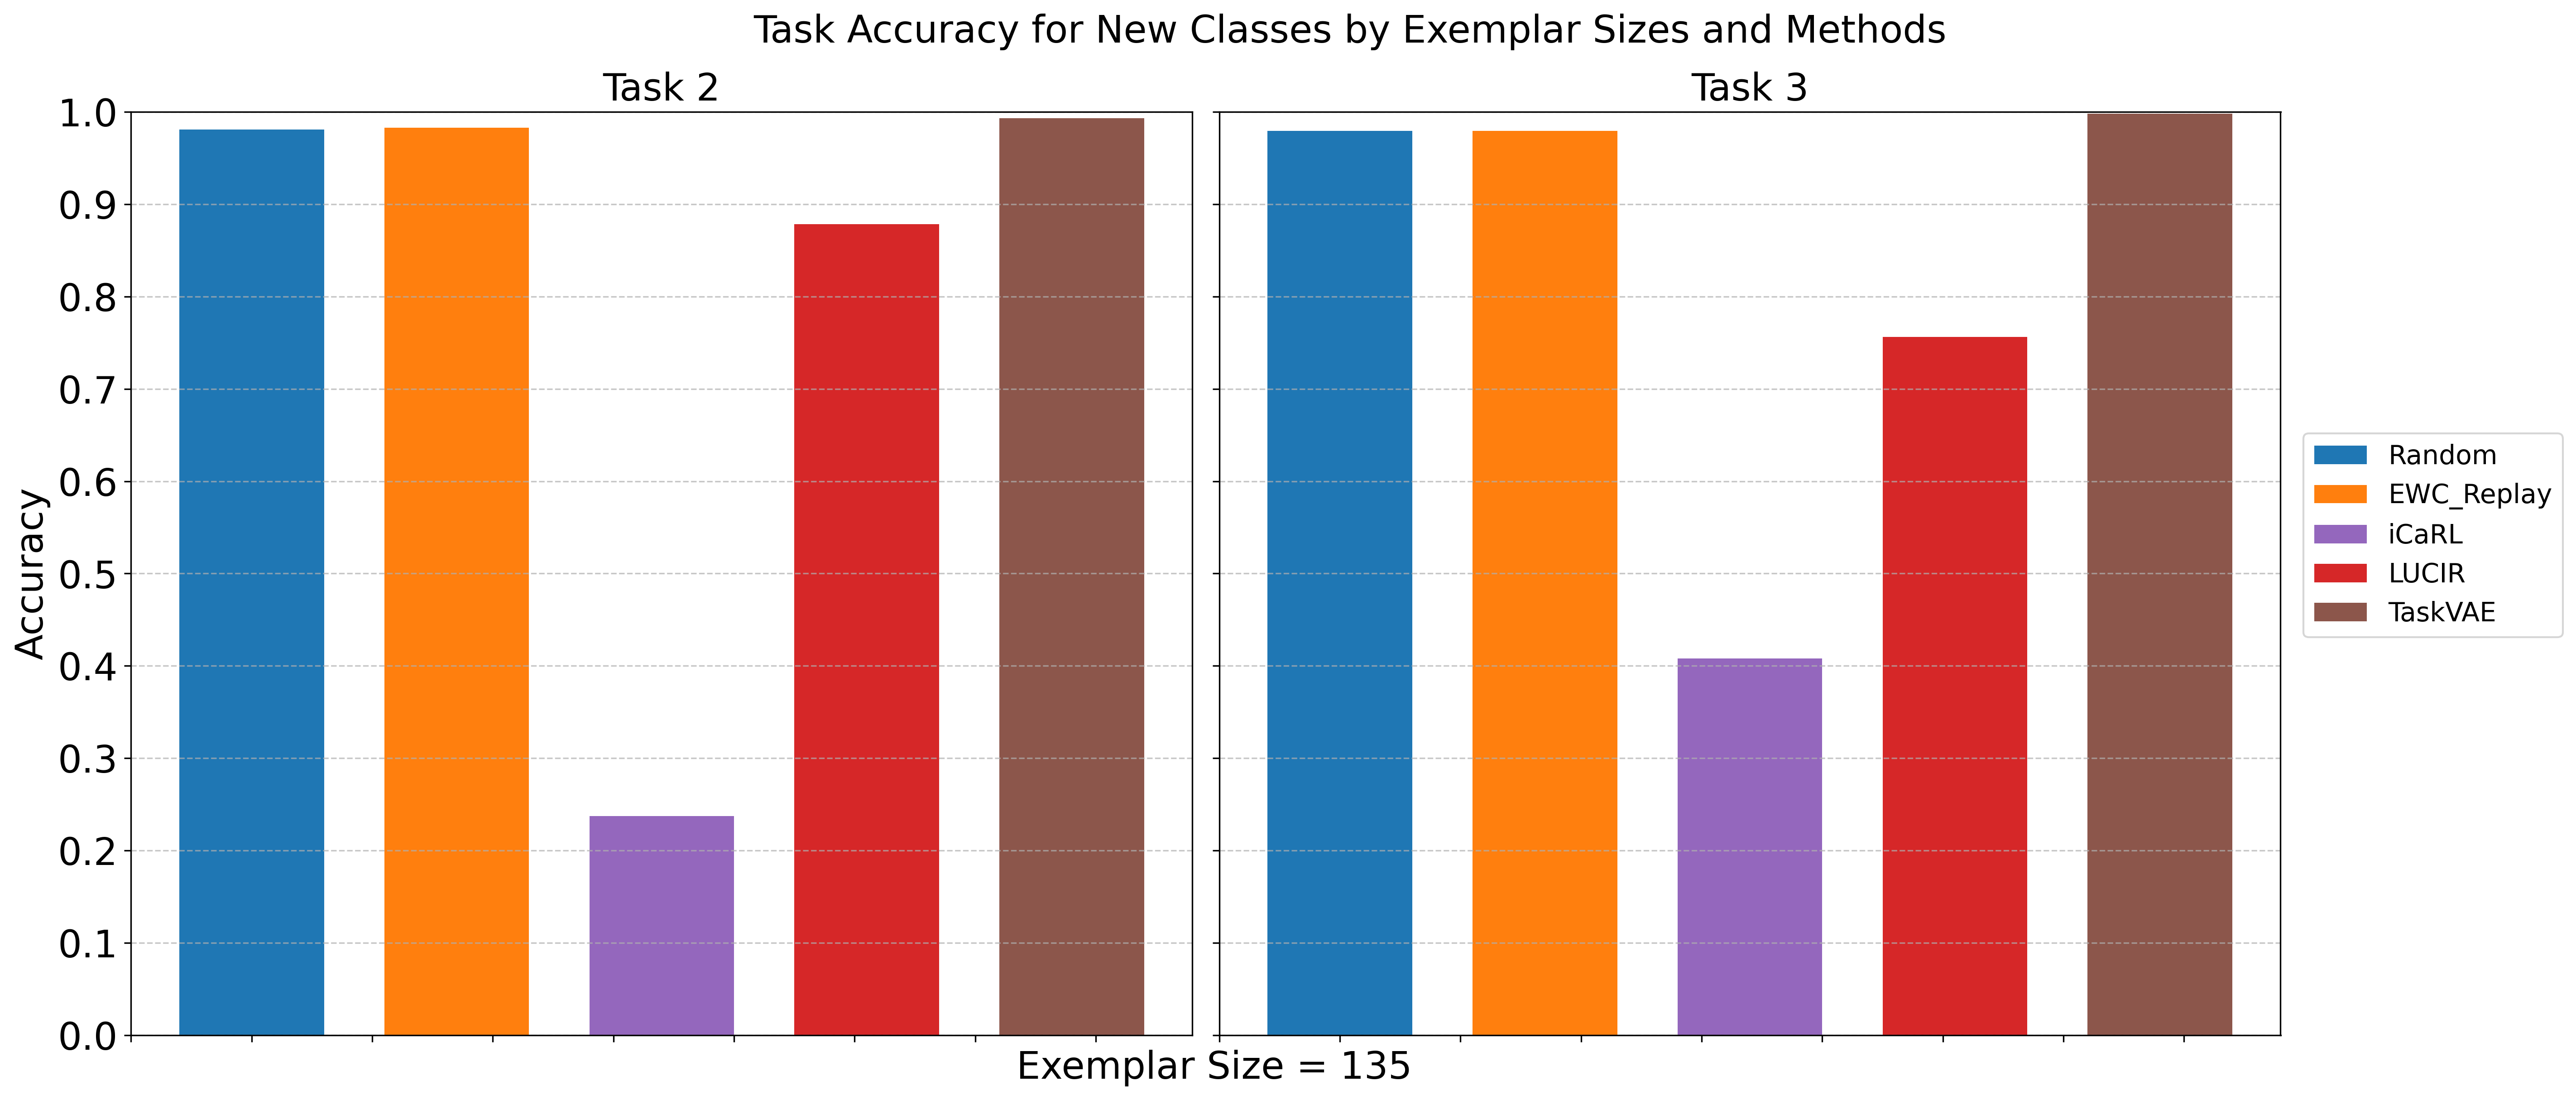 Task Accuracy for New Classes by Exemplar Sizes and Methods
Task 2
Task 3
1.0
0.9
0.8
0.7
0.6
0.5
0.4
0.3
0.2
0.1
0.0
Accuracy
Exemplar Size = 135
Random
EWC_Replay
iCaRL
LUCIR
TaskVAE